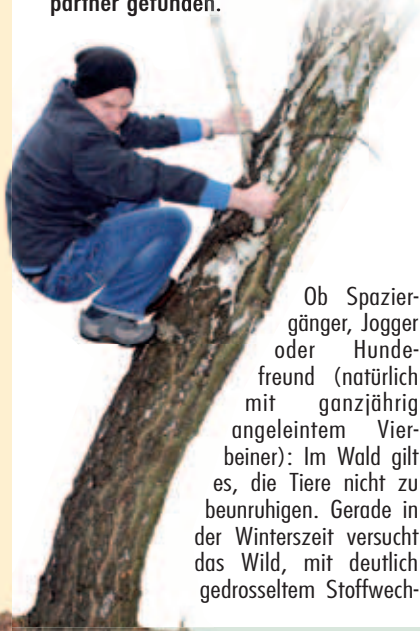 partner gefunden.
Ob Spazier-
gänger, Jogger
oder Hunde-
freund (natürlich
mit ganzjährig
angeleintem Vier-
beiner): Im Wald gilt
es, die Tiere nicht zu
beunruhigen. Gerade in
der Winterszeit versucht
das Wild, mit deutlich
gedrosseltem Stoffwech-